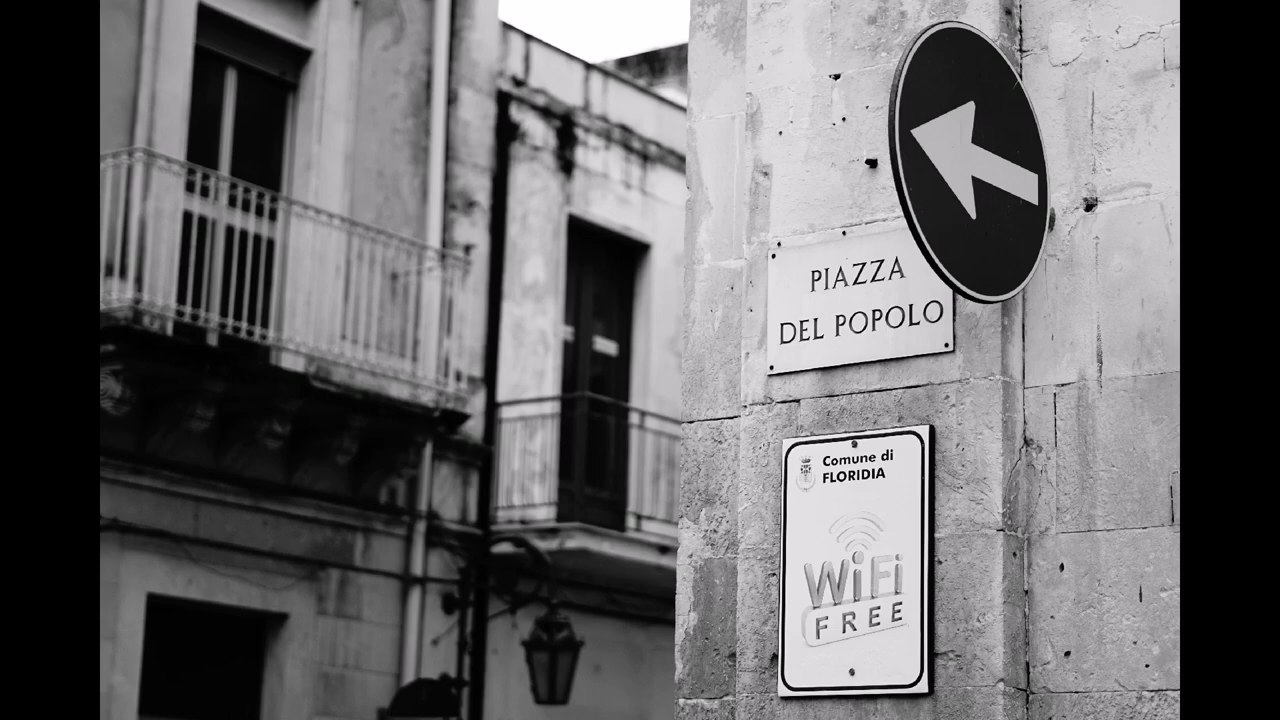 PIAZZA
DEL POPOLO
Comune di
FLORIDIA
WiFi
FREE